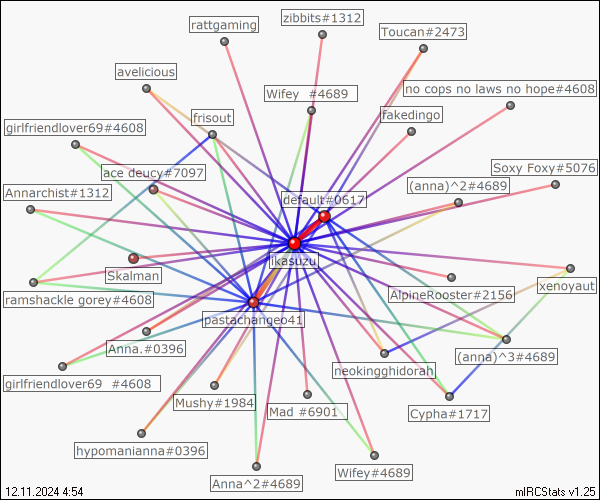 zibbits#1312
rattgaming
Toucan#2473
avelicious
no cops no laws no hope#4608
Wifey  #4689
frisout
fakedingo
girlfriendlover69#4608
Soxy Foxy#5076
ace deucy#7097
(anna)^2#4689
Annarchist#1312
default#0617
ikasuzu
Skalman
xenoyaut
AlpineRooster#2156
ramshackle gorey#4608
pastachangeo41
Anna.#0396
(anna)^3#4689
neokingghidorah
girlfriendlover69  #4608
Mushy#1984
Mad #6901
Cypha#1717
hypomanianna#0396
Wifey#4689
Anna^2#4689
12.11.2024 4:54
mIRCStats v1.25